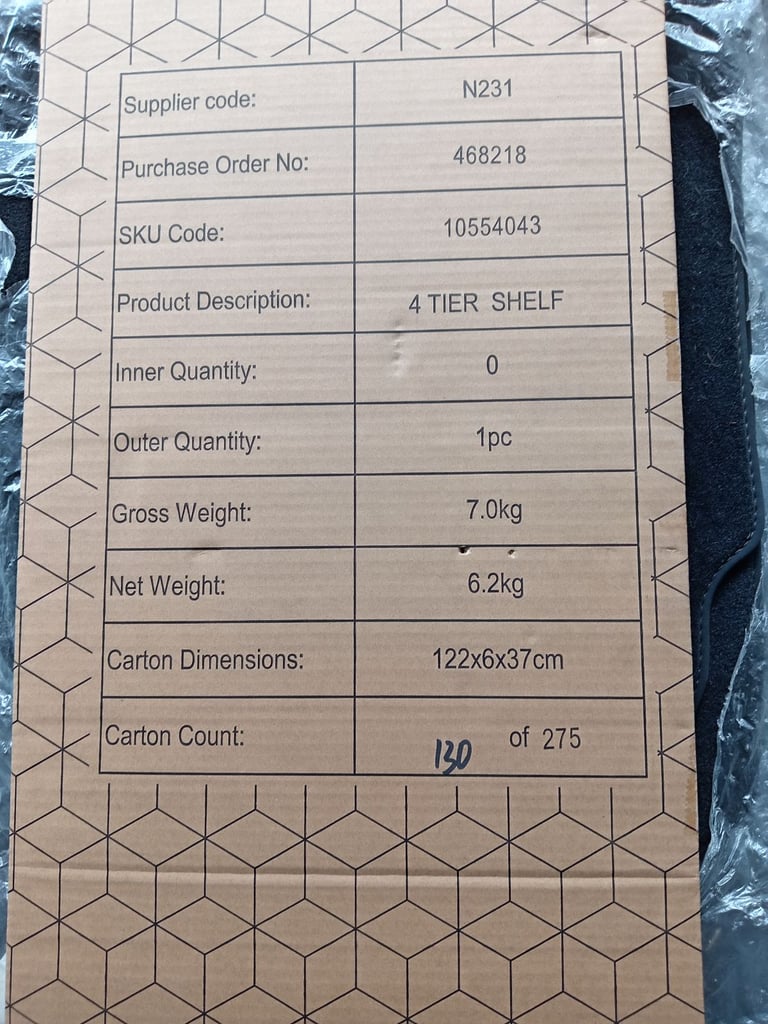 Supplier code: N231
Purchase Order No: 468218
SKU Code: 10554043
Product Description: 4 TIER SHELF
Inner Quantity: 0
Outer Quantity: 1pc
Gross Weight: 7.0kg
Net Weight: 6.2kg
Carton Dimensions: 122x6x37cm
Carton Count: 130 of 275